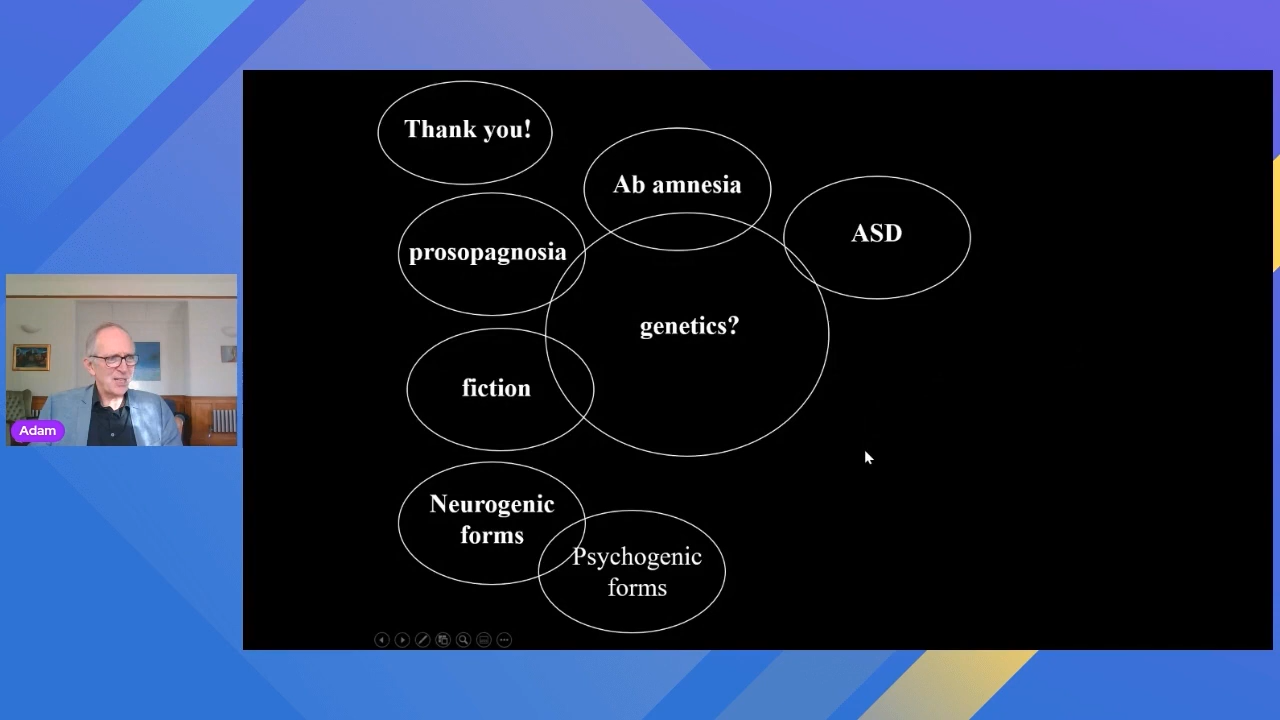 Thank you!
Ab amnesia
ASD
prosopagnosia
genetics?
fiction
Adam
Neurogenic
forms
Psychogenic
forms